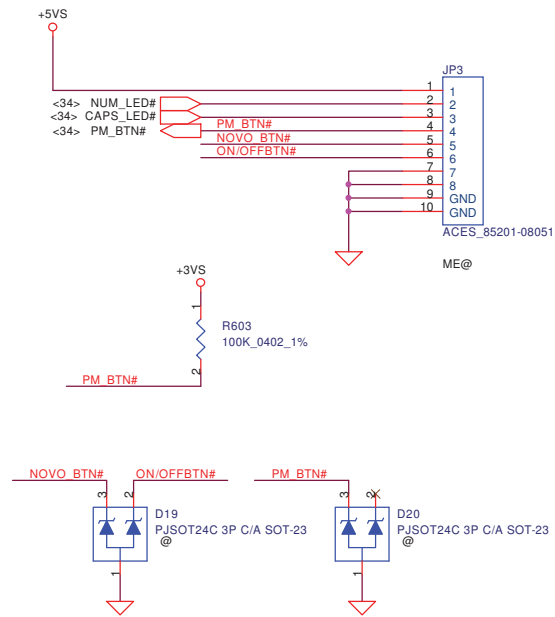 +5VS
JP3
<34> NUM_LED#
<34> CAPS_LED#
<34> PM_BTN#
PM_BTN#
NOVO_BTN#
ON/OFFBTN#
1 1
2 2
3 3
4 4
5 5
6 6
7 7
8 8
9 GND
10 GND
ACES_85201-08051
ME@
+3VS
1
R603
100K_0402_1%
2
PM_BTN#
NOVO_BTN# ON/OFFBTN# PM_BTN#
3 2 3 2
D19 D20
PJSOT24C 3P C/A SOT-23 PJSOT24C 3P C/A SOT-23
@ @
1 1